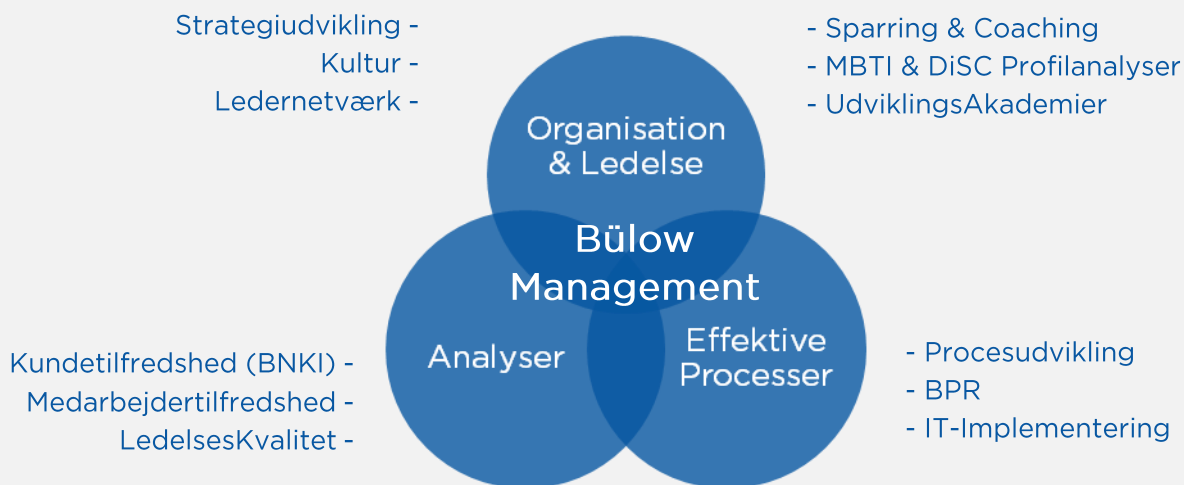 Strategiudvikling -
Kultur -
Ledernetværk -
- Sparring & Coaching
- MBTI & DiSC Profilanalyser
- UdviklingsAkademier
Organisation
& Ledelse
Bülow
Management
Analyser
Effektive
Processer
Kundetilfredshed (BNKI) -
Medarbejdertilfredshed -
LedelsesKvalitet -
- Procesudvikling
- BPR
- IT-Implementering